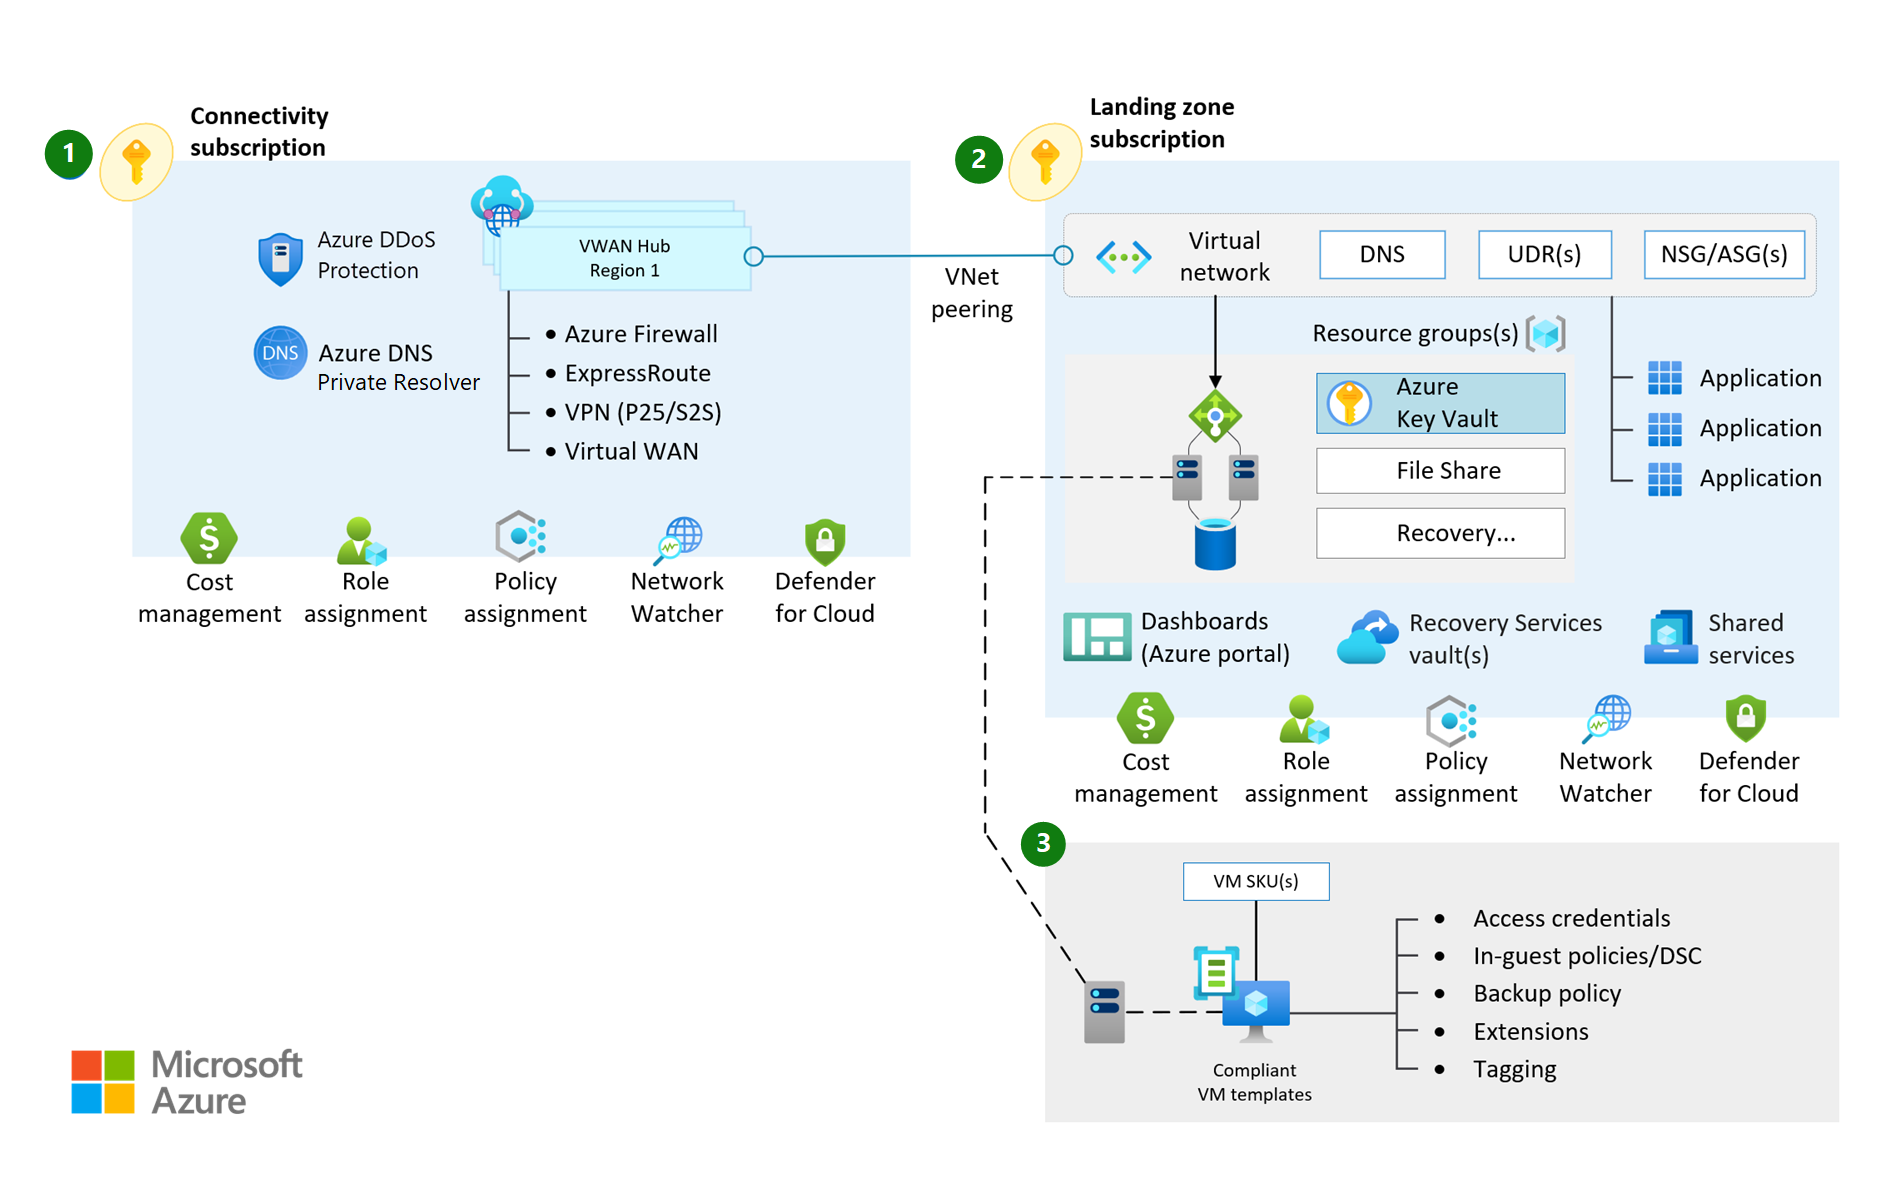 1
Connectivity
subscription
Azure DDoS
Protection
DNS
Azure DNS
Private Resolver
VWAN Hub
Region 1
• Azure Firewall
• ExpressRoute
• VPN (P25/S2S)
• Virtual WAN
Cost
management
Role
assignment
Policy
assignment
Network
Watcher
Defender
for Cloud
VNet
peering
2
Landing zone
subscription
Virtual
network
DNS
UDR(s)
NSG/ASG(s)
Resource groups(s)
Azure
Key Vault
File Share
Recovery...
Application
Application
Application
Dashboards
(Azure portal)
Recovery Services
vault(s)
Shared
services
Cost
management
Role
assignment
Policy
assignment
Network
Watcher
Defender
for Cloud
3
VM SKU(s)
Compliant
VM templates
• Access credentials
• In-guest policies/DSC
• Backup policy
• Extensions
• Tagging
Microsoft
Azure